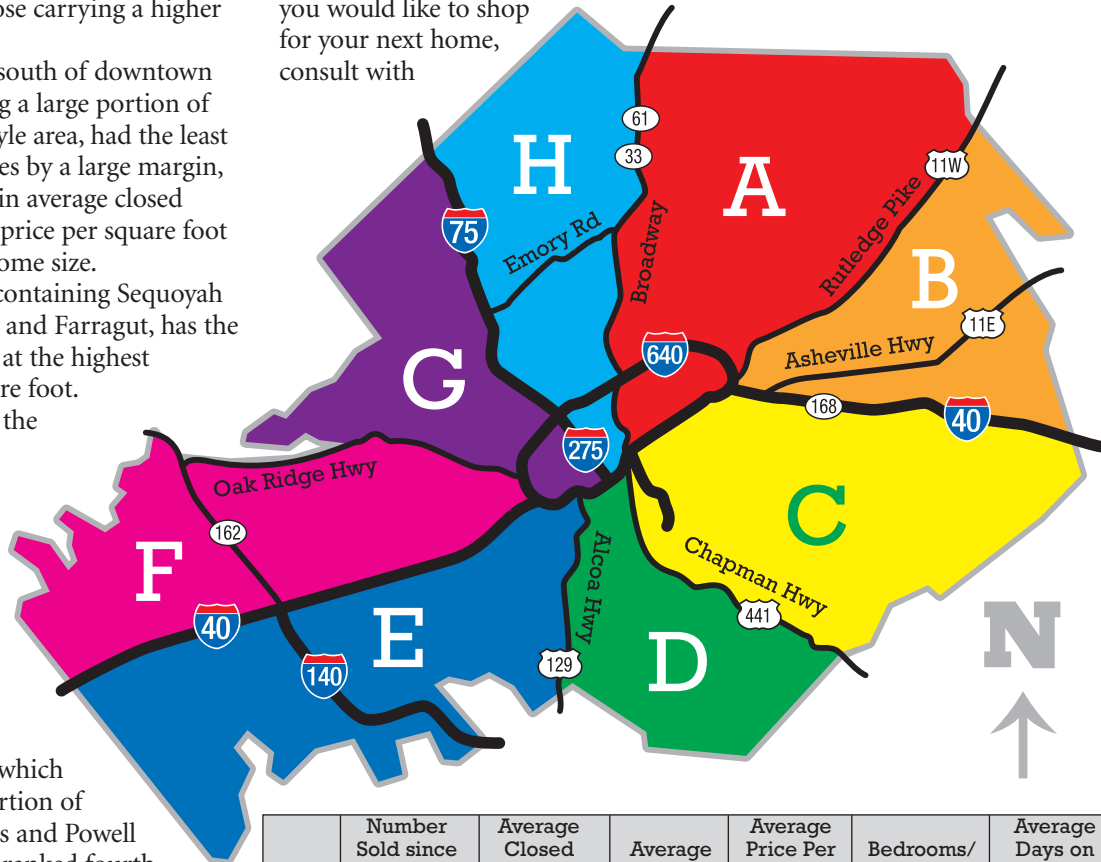 ose carrying a higher
south of downtown
g a large portion of
yle area, had the least
es by a large margin,
in average closed
price per square foot
ome size.
containing Sequoyah
and Farragut, has the
at the highest
re foot.
the
which
rtion of
s and Powell
ranked fourth
you would like to shop
for your next home,
consult with
H
61
33
A
11W
75
Emory Rd
Broadway
Rutledge Pike
B
11E
G
640
Asheville Hwy
168
40
275
Oak Ridge Hwy
C
162
F
Alcoa Hwy
Chapman Hwy
40
E
441
140
129
D
N
Number
Sold since
Average
Closed
Average
Average
Price Per
Bedrooms/
Average
Days on